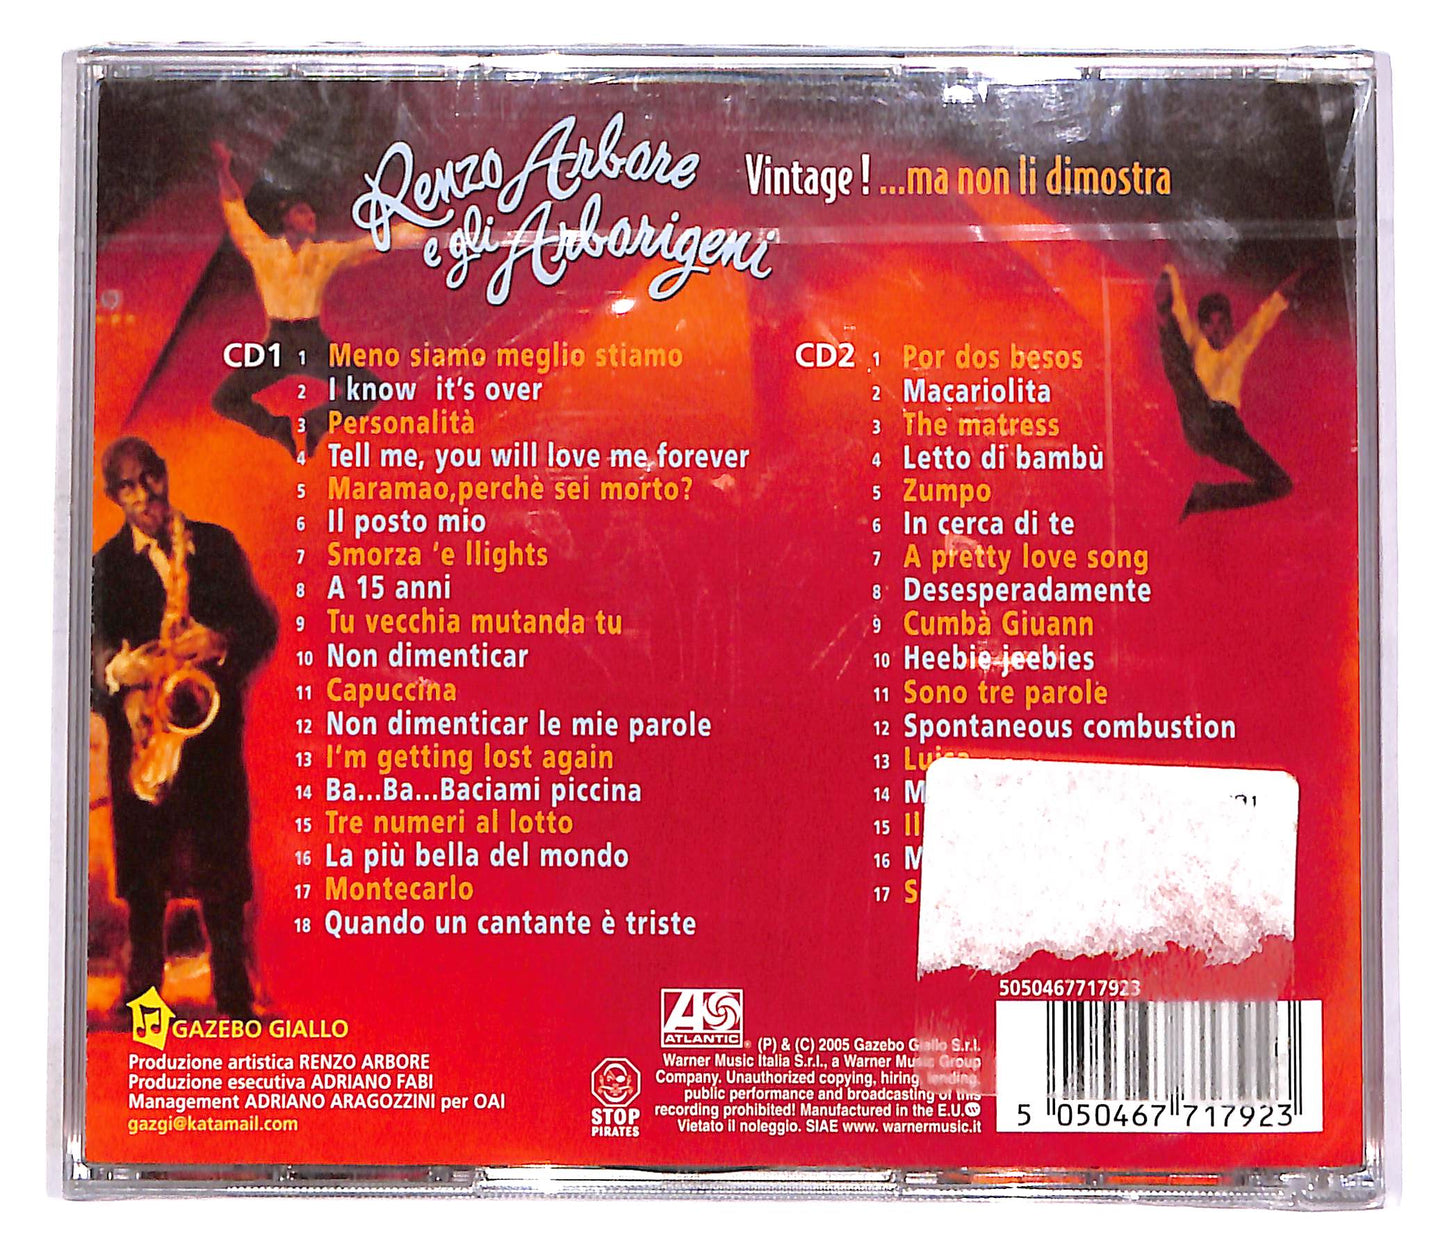 Renzo Arbore
e gli Arborigeni
Vintage ! ...ma non li dimostra
CD1
1 Meno siamo meglio stiamo
2 I know it's over
3 Personalità
4 Tell me, you will love me forever
5 Maramao,perchè sei morto?
6 Il posto mio
7 Smorza 'e llights
8 A 15 anni
9 Tu vecchia mutanda tu
10 Non dimenticar
11 Capuccina
12 Non dimenticar le mie parole
13 I'm getting lost again
14 Ba...Ba...Baciami piccina
15 Tre numeri al lotto
16 La più bella del mondo
17 Montecarlo
18 Quando un cantante è triste
CD2
1 Por dos besos
2 Macariolita
3 The matress
4 Letto di bambù
5 Zumpo
6 In cerca di te
7 A pretty love song
8 Desesperadamente
9 Cumbà Giuann
10 Heebie-jeebies
11 Sono tre parole
12 Spontaneous combustion
13 Luisa
14
15 Il
16
17
GAZEBO GIALLO
Produzione artistica RENZO ARBORE
Produzione esecutiva ADRIANO FABI
Management ADRIANO ARAGOZZINI per OAI
gazgi@katamail.com
STOP
PIRATES
ATLANTIC
(P) & (C) 2005 Gazebo Giallo S.r.l.
Warner Music Italia S.r.l., a Warner Music Group
Company. Unauthorized copying, hiring, lending,
public performance and broadcasting of this
recording prohibited! Manufactured in the E.U.
Vietato il noleggio. SIAE www. warnermusic.it
5050467717923
5 050467 717923